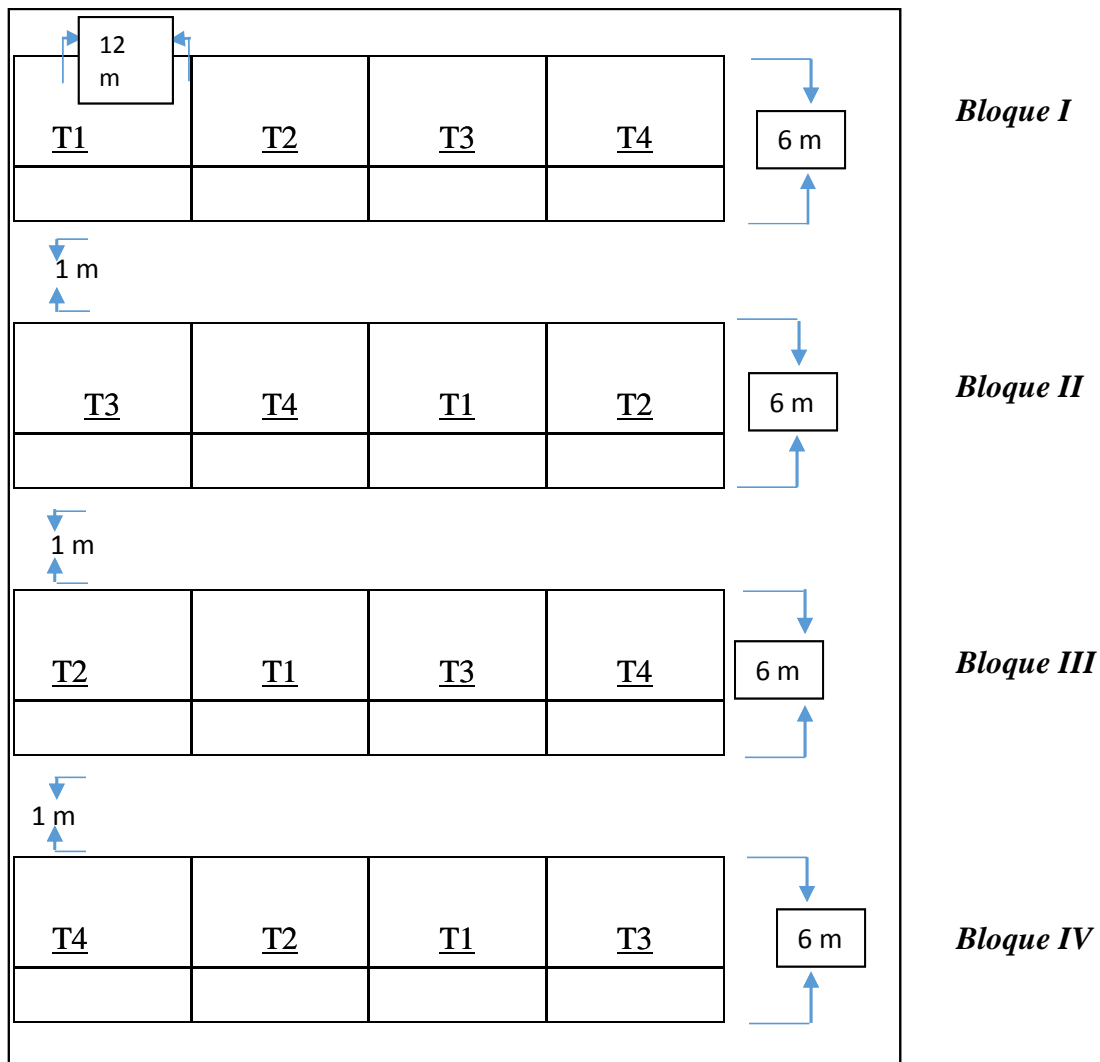 12
m
T1 T2 T3 T4
6 m
Bloque I
1 m
T3 T4 T1 T2
6 m
Bloque II
1 m
T2 T1 T3 T4
6 m
Bloque III
1 m
T4 T2 T1 T3
6 m
Bloque IV